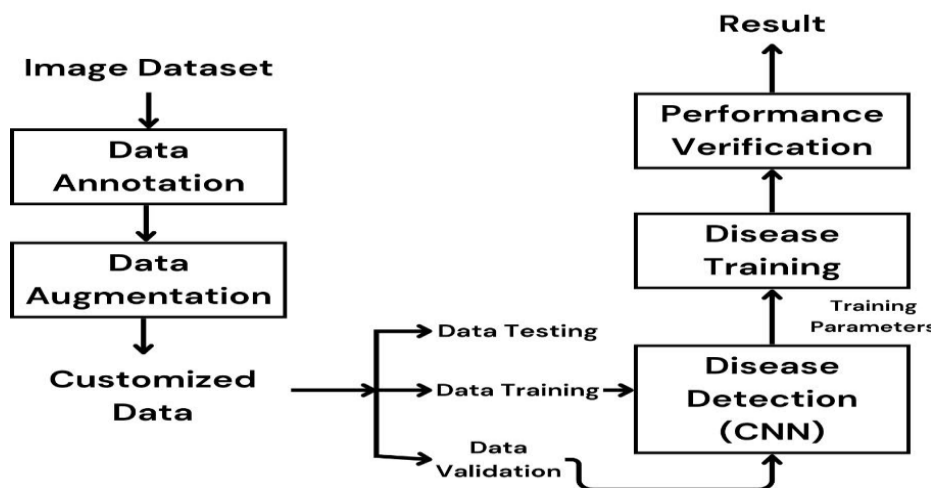 Image Dataset
Data
Annotation
Data
Augmentation
Customized
Data
Data Testing
Data Training
Data
Validation
Result
Performance
Verification
Disease
Training
Training
Parameters
Disease
Detection
(CNN)